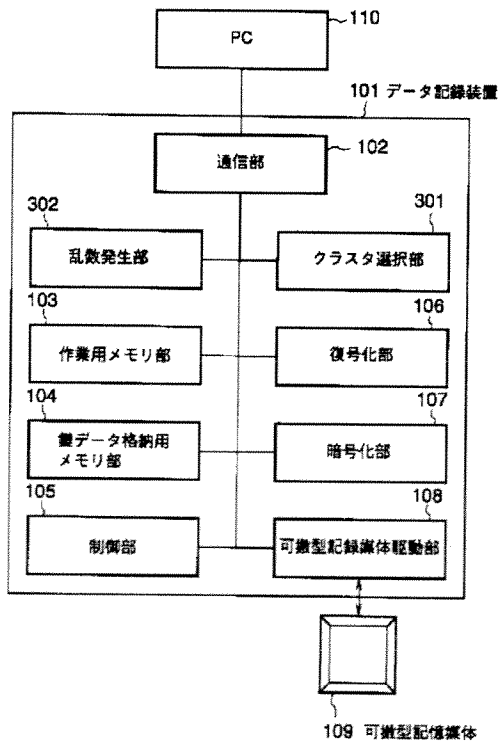 110
PC
101 データ記録装置
通信部
102
302
301
乱数発生部
クラスタ選択部
103
106
作業用メモリ部
復号化部
104
107
鍵データ格納用
メモリ部
暗号化部
105
108
制御部
可搬型記録媒体駆動部
109 可搬型記憶媒体